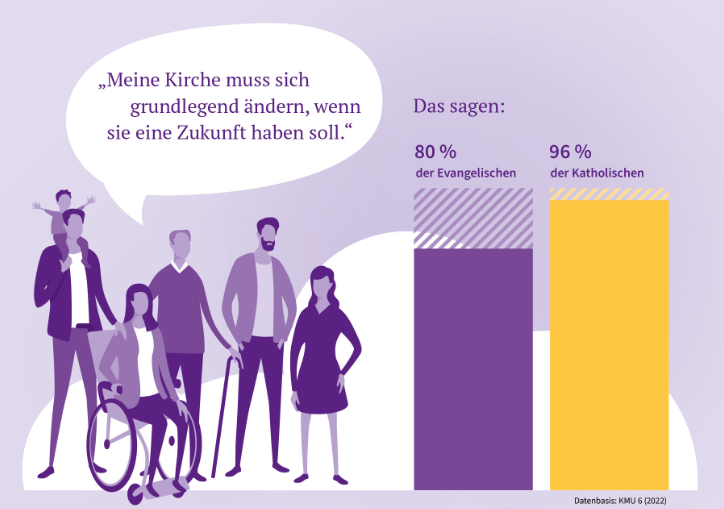 „Meine Kirche muss sich
grundlegend ändern, wenn
sie eine Zukunft haben soll.“
Das sagen:
80 %
der Evangelischen
96 %
der Katholischen
Datenbasis: KMU 6 (2022)